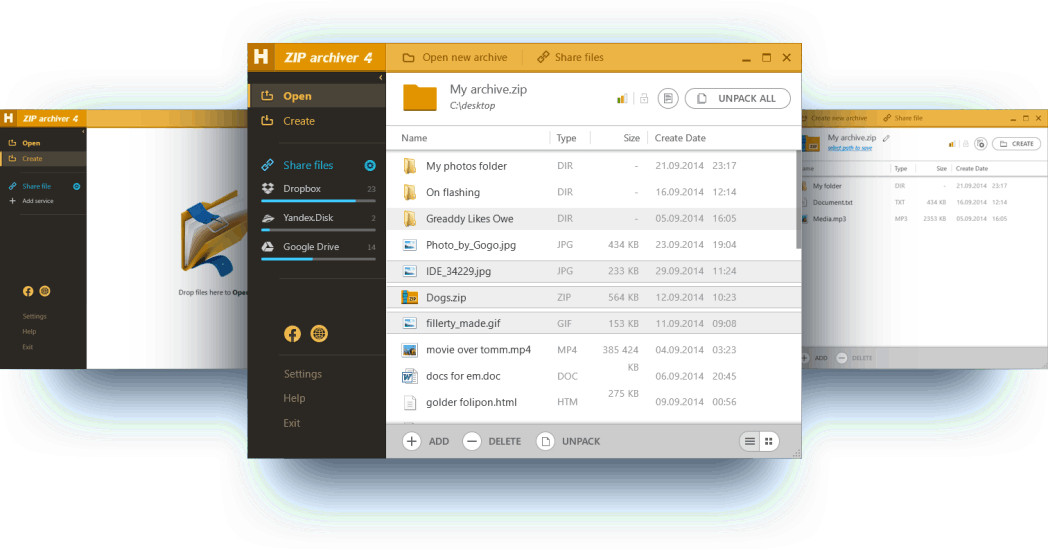 H ZIP archiver 4
Open
Create
Share file
Add service
Settings
Help
Exit
Drop files here to Open
H ZIP archiver 4
Open new archive
Share files
Open
Create
Share files
Dropbox 23
Yandex.Disk 2
Google Drive 14
Settings
Help
Exit
My archive.zip
C:\desktop
UNPACK ALL
Name Type Size Create Date
My photos folder DIR - 21.09.2014 23:17
On flashing DIR - 16.09.2014 12:14
Greaddy Likes Owe DIR - 05.09.2014 16:05
Photo_by_Gogo.jpg JPG 434 KB 23.09.2014 19:04
IDE_34229.jpg JPG 233 KB 29.09.2014 11:24
Dogs.zip ZIP 564 KB 12.09.2014 10:23
fillerty_made.gif GIF 153 KB 11.09.2014 09:08
movie over tomm.mp4 MP4 385 424 KB 04.09.2014 03:23
docs for em.doc DOC 06.09.2014 20:45
golder folipon.html HTM 275 KB 09.09.2014 00:56
ADD DELETE UNPACK
Create new archive
Share file
My archive.zip
select path to save
CREATE
Type Size Create Date
My folder DIR - 21.09.2014 23:17
Document.txt TXT 434 KB 16.09.2014 12:14
Media.mp3 MP3 2353 KB 05.09.2014 16:05
ADD DELETE